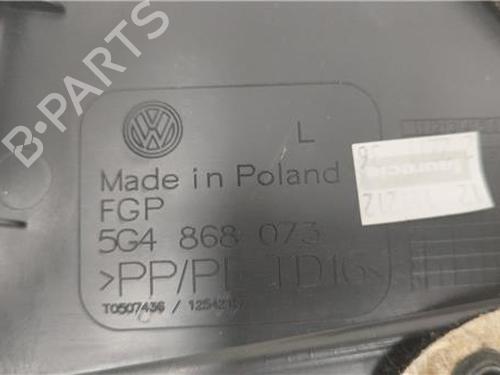 B-PARTS
L
Made in Poland
FGP
5G4 868 073
>PP/PE TD16<
T0507436 /